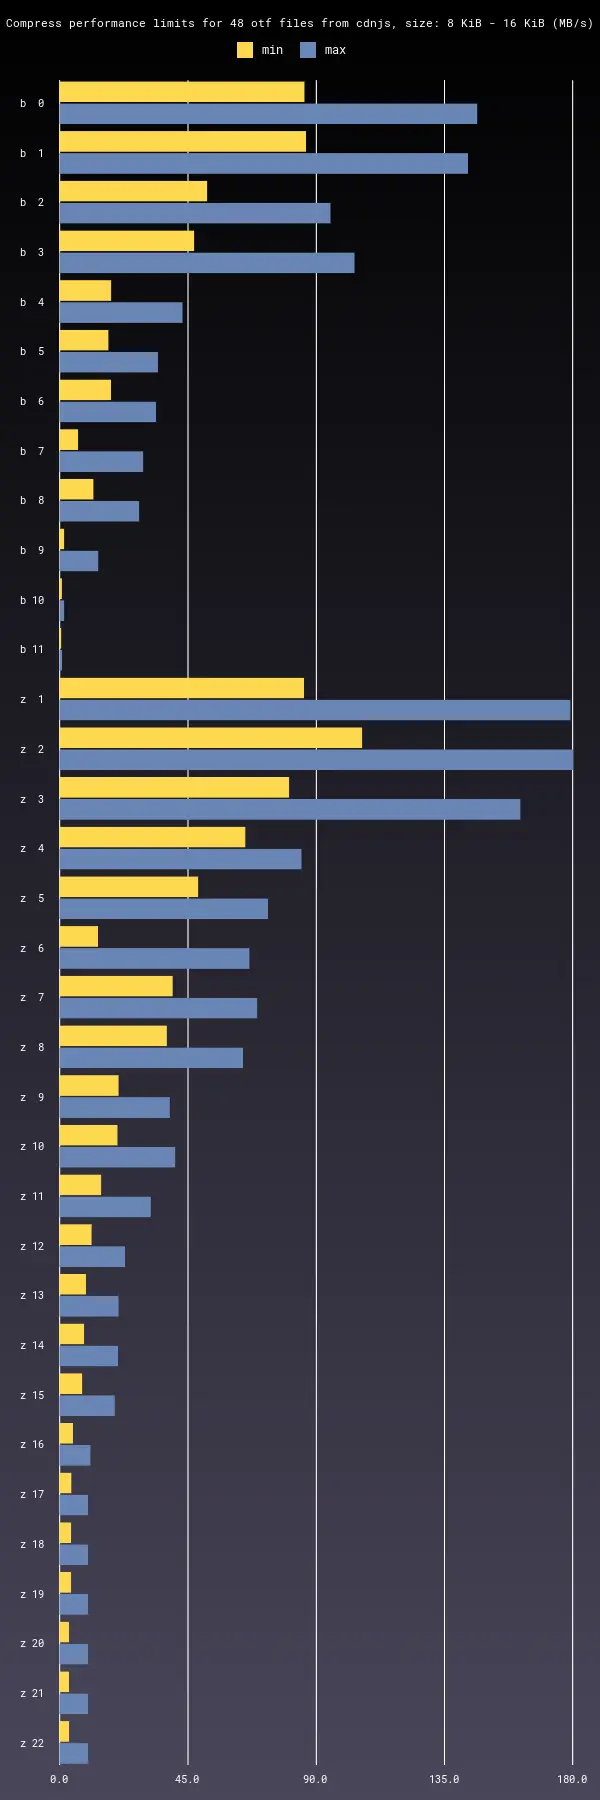 Compress performance limits for 48 otf files from cdnjs, size: 8 KiB - 16 KiB (MB/s)
min max
b 0
b 1
b 2
b 3
b 4
b 5
b 6
b 7
b 8
b 9
b 10
b 11
z 1
z 2
z 3
z 4
z 5
z 6
z 7
z 8
z 9
z 10
z 11
z 12
z 13
z 14
z 15
z 16
z 17
z 18
z 19
z 20
z 21
z 22
0.0 45.0 90.0 135.0 180.0